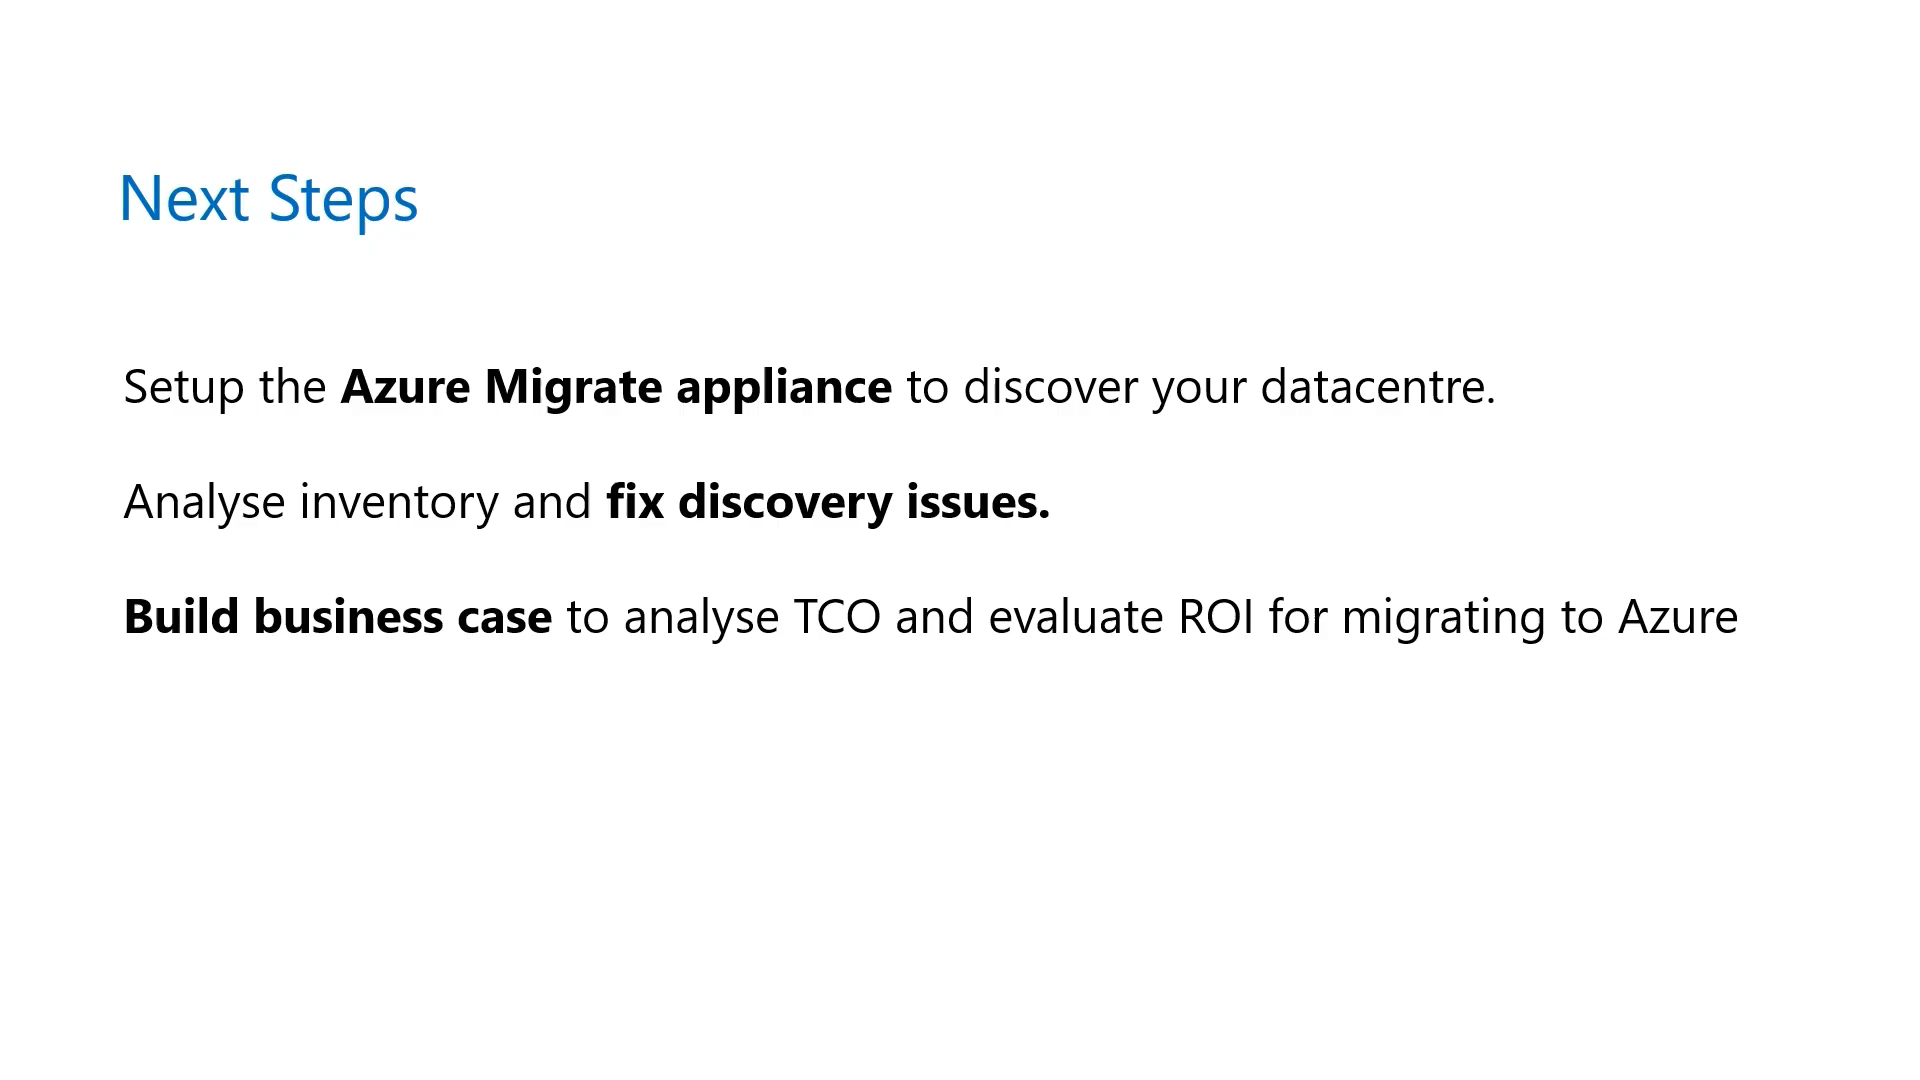 Next Steps
Setup the Azure Migrate appliance to discover your datacentre.
Analyse inventory and fix discovery issues.
Build business case to analyse TCO and evaluate ROI for migrating to Azure